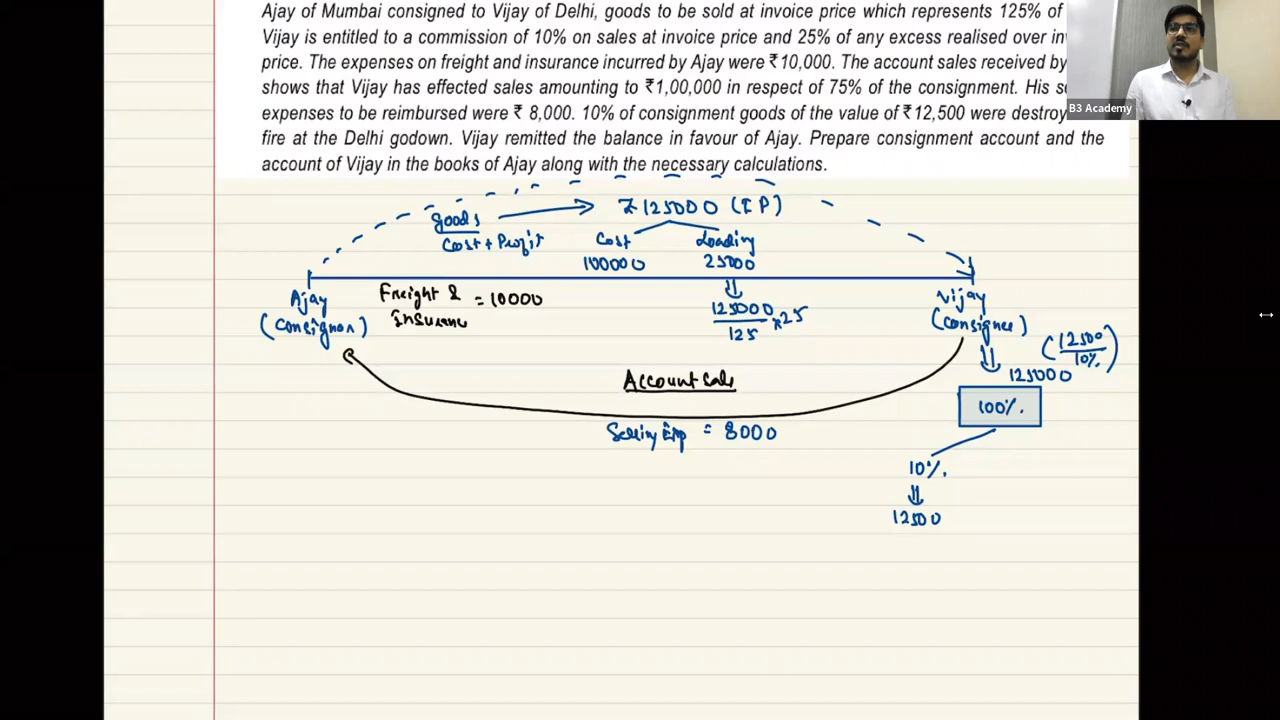 Ajay of Mumbai consigned to Vijay of Delhi, goods to be sold at invoice price which represents 125% of
Vijay is entitled to a commission of 10% on sales at invoice price and 25% of any excess realised over in
price. The expenses on freight and insurance incurred by Ajay were ₹10,000. The account sales received by
shows that Vijay has effected sales amounting to ₹1,00,000 in respect of 75% of the consignment. His se
expenses to be reimbursed were ₹ 8,000. 10% of consignment goods of the value of ₹12,500 were destroy
B3 Academy
fire at the Delhi godown. Vijay remitted the balance in favour of Ajay. Prepare consignment account and the
account of Vijay in the books of Ajay along with the necessary calculations.
goods
₹125000 (IP)
Cost + Profit
Cost
Loading
100000
25000
Ajay
(consignor)
Freight &
Insurance
= 10000
125000
125
*25
Vijay
(consignee)
(12500
10%)
125000
Account Sale
100%.
Selling Exp = 8000
10%.
12500